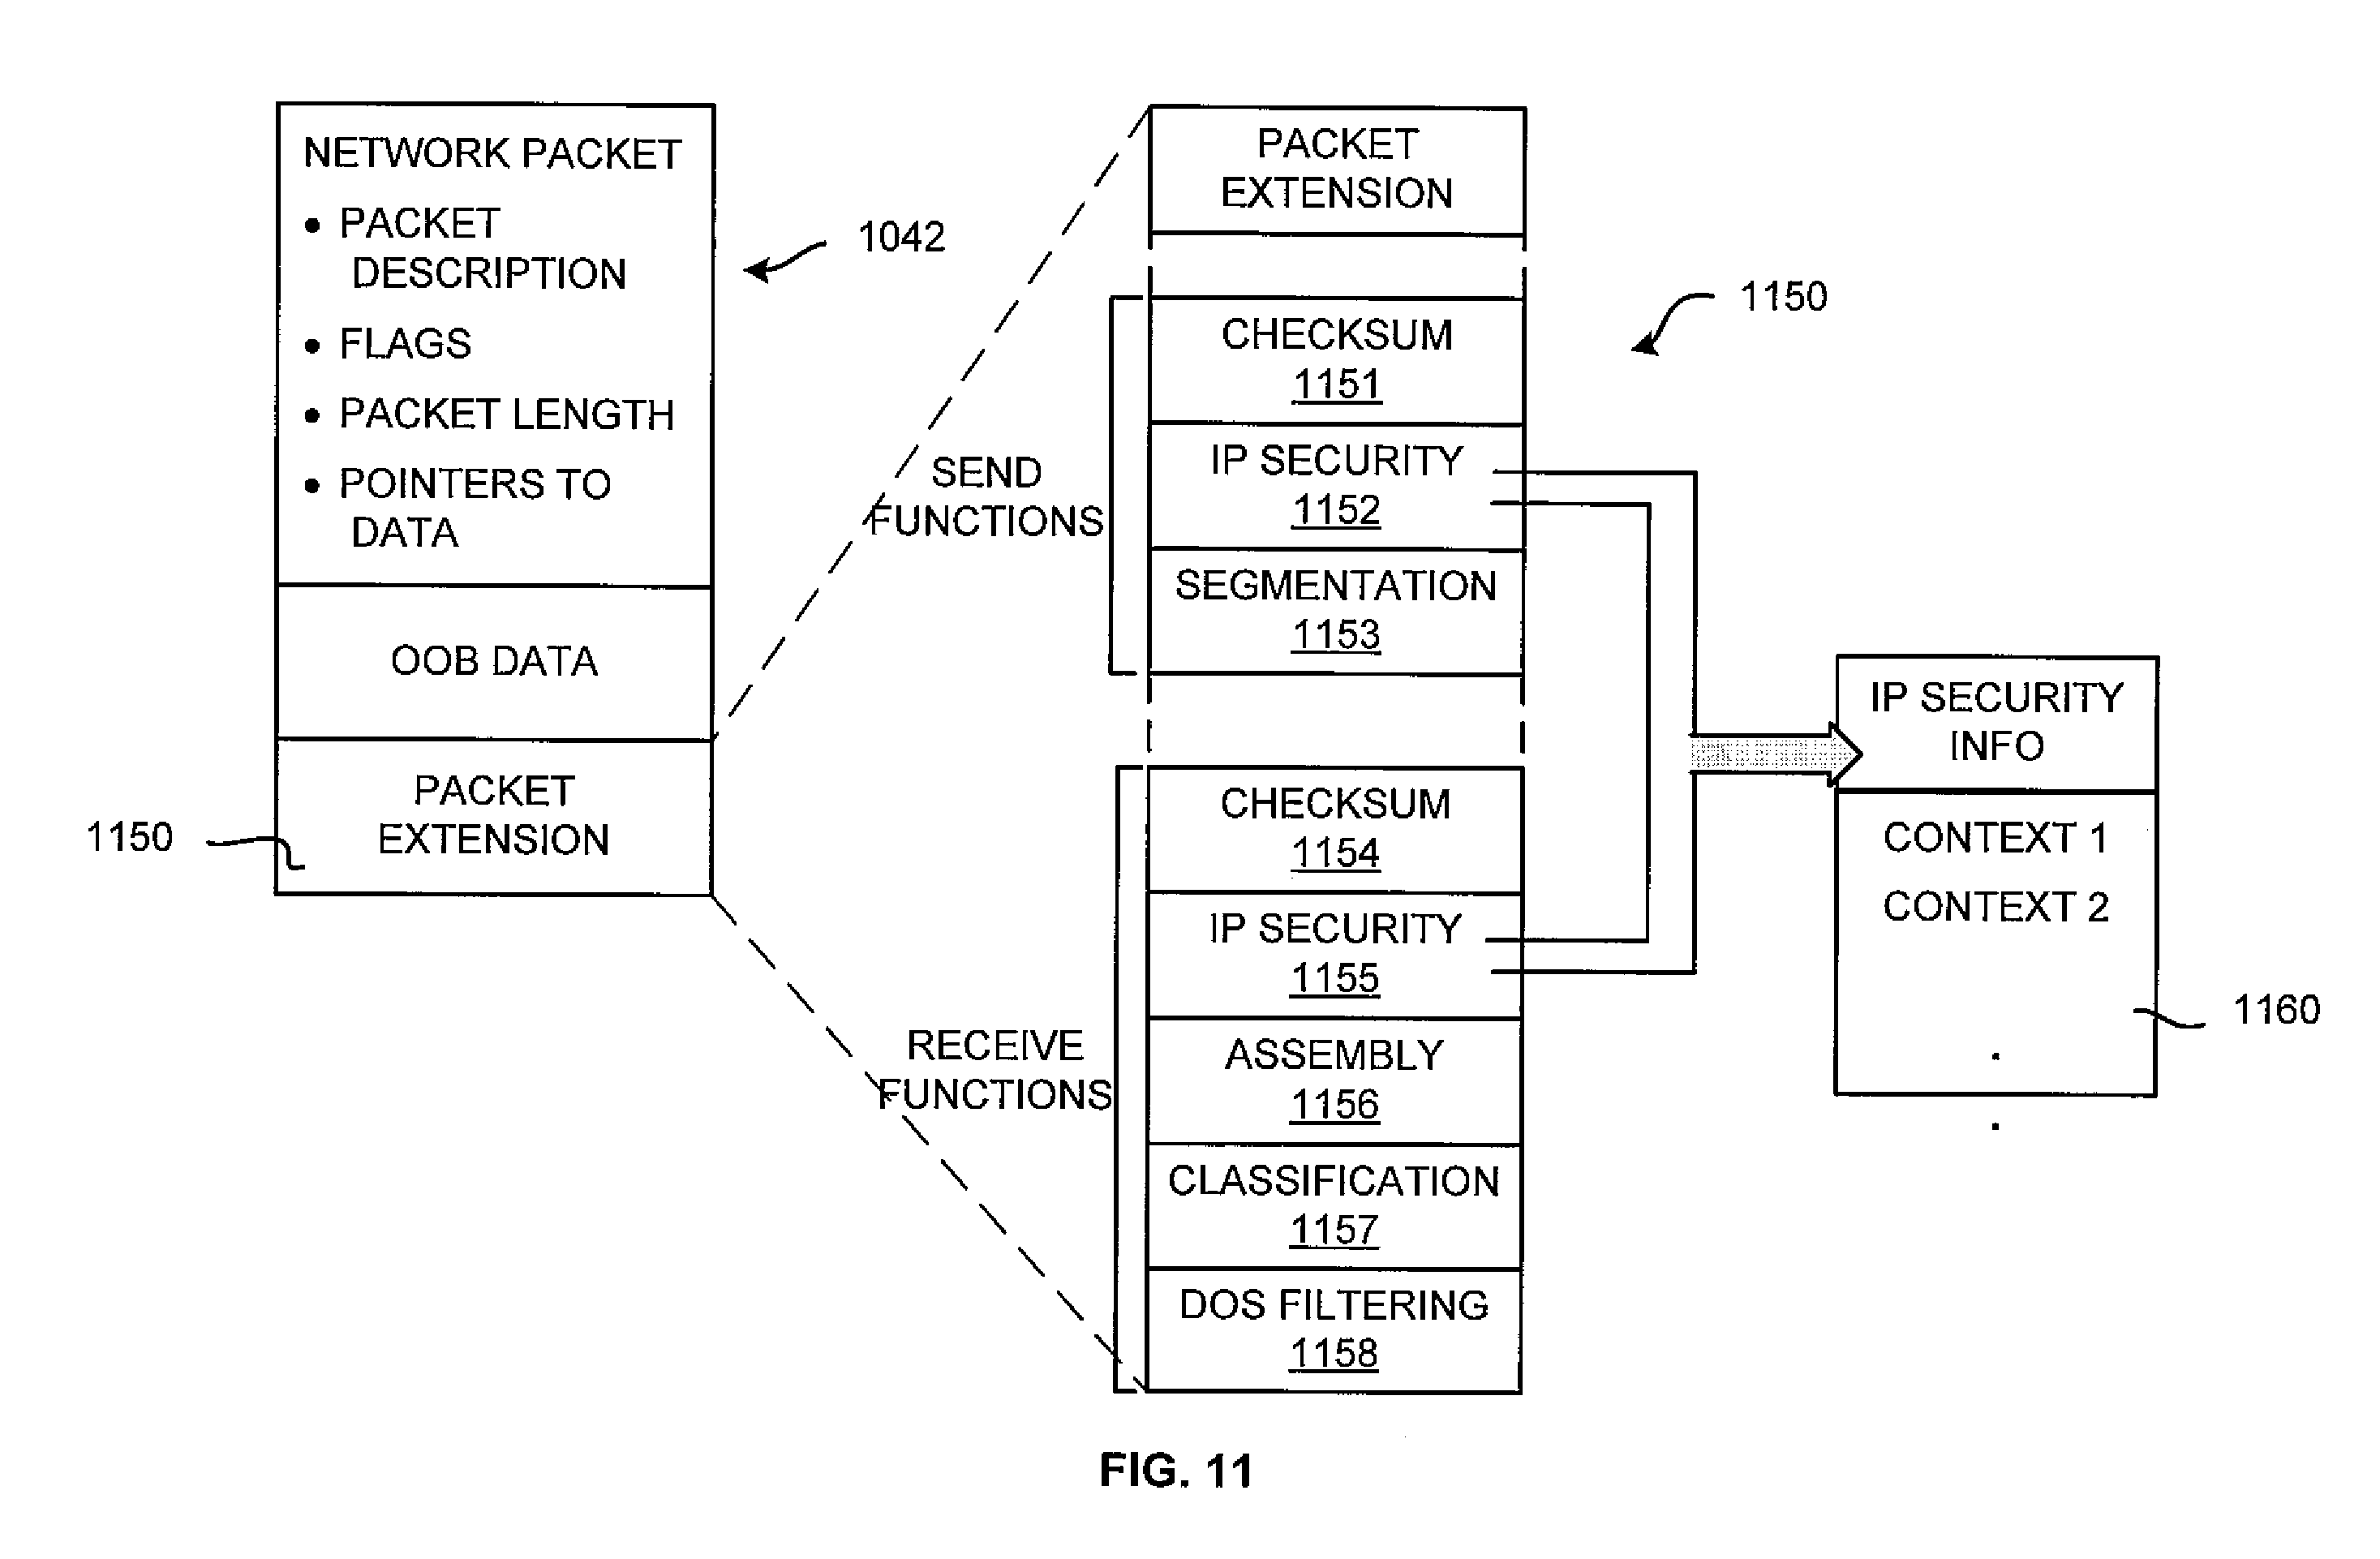 NETWORK PACKET
• PACKET
DESCRIPTION
• FLAGS
• PACKET LENGTH
• POINTERS TO
DATA
OOB DATA
PACKET
EXTENSION
1150
1042
PACKET
EXTENSION
1150
SEND
FUNCTIONS
CHECKSUM
1151
IP SECURITY
1152
SEGMENTATION
1153
RECEIVE
FUNCTIONS
CHECKSUM
1154
IP SECURITY
1155
ASSEMBLY
1156
CLASSIFICATION
1157
DOS FILTERING
1158
IP SECURITY
INFO
CONTEXT 1
CONTEXT 2
.
.
1160
FIG. 11